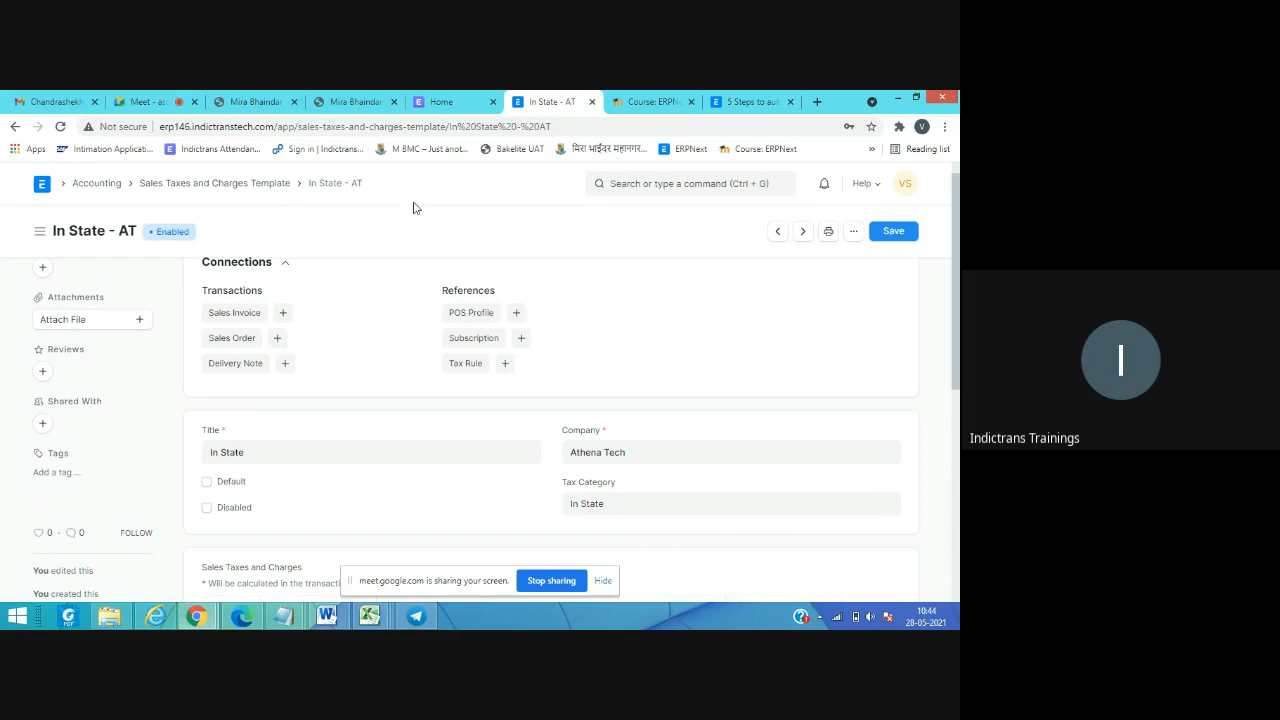 Chandrashekh
Meet - as
Mira Bhaindar
Mira Bhaindar
Home
In State - AT
Course: ERPNe
5 Steps to aut
Not secure
erp146.indictranstech.com/app/sales-taxes-and-charges-template/In%20State%20-%20AT
Apps
Intimation Applicati...
Indictrans Attendan...
Sign in | Indictrans...
M BMC – Just anot...
Bakelite UAT
मिरा भाईंदर महानगर...
ERPNext
Course: ERPNext
»
Reading list
Accounting
Sales Taxes and Charges Template
In State - AT
Search or type a command (Ctrl + G)
Help
VS
In State - AT
Enabled
Save
Connections
Attachments
Attach File
Reviews
Shared With
Tags
Add a tag ...
0 · 0
FOLLOW
You edited this
You created this
Transactions
References
Sales Invoice
POS Profile
Sales Order
Subscription
Delivery Note
Tax Rule
Title *
Company *
In State
Athena Tech
Default
Tax Category
Disabled
In State
Sales Taxes and Charges
* Will be calculated in the transacti
meet.google.com is sharing your screen.
Stop sharing
Hide
10:44
28-05-2021
I
Indictrans Trainings